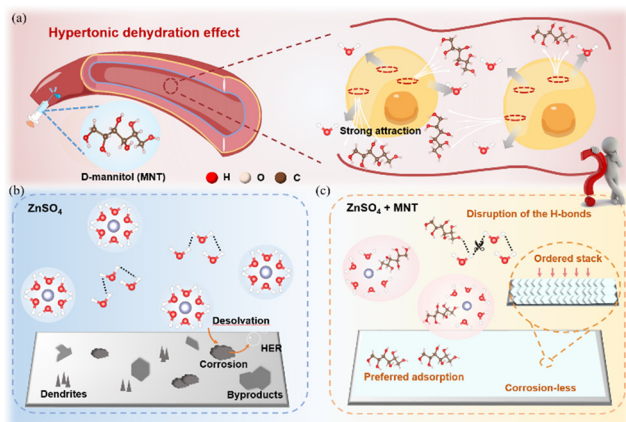 (a)
Hypertonic dehydration effect
Strong attraction
D-mannitol (MNT)
H O C
(b)
ZnSO4
Desolvation
HER
Corrosion
Dendrites
Byproducts
(c)
ZnSO4 + MNT
Disruption of the H-bonds
Ordered stack
Preferred adsorption
Corrosion-less